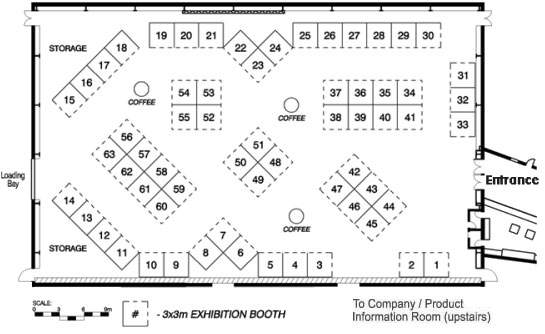 19 20 21
25 26 27 28 29 30
18
22 24
STORAGE
17
23
16
31
15
COFFEE
54 53
37 36 35 34
32
COFFEE
55 52
38 39 40 41
33
56
51
63 57
50 48
62 58
49
42
Loading
Bay
61 59
47 43
Entrance
60
46 44
14
45
13
12
7
COFFEE
STORAGE
11
8 6
10 9
5 4 3
2 1
SCALE:
0 3 6 9m
# - 3x3m EXHIBITION BOOTH
To Company / Product
Information Room (upstairs)